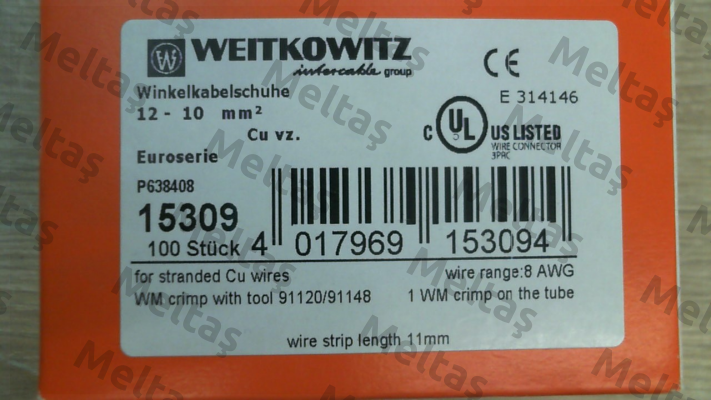 WEITKOWITZ
intercable group
CE
Winkelkabelschuhe
12 - 10 mm²
Cu vz.
Euroserie
E 314146
C UL US LISTED
WIRE CONNECTOR
3PRC
P638408
15309
100 Stück
4 017969 153094
for stranded Cu wires
wire range:8 AWG
WM crimp with tool 91120/91148
1 WM crimp on the tube
wire strip length 11mm
Meltaş